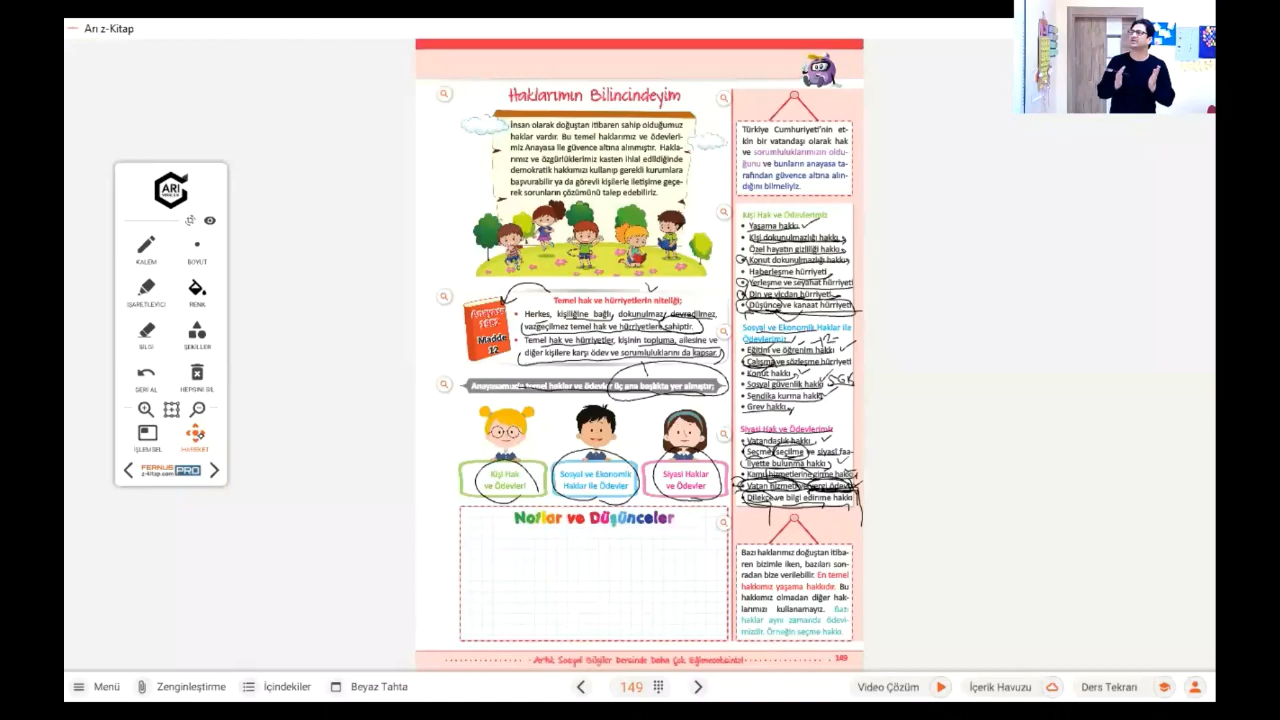 Arı z-Kitap
ARI
KALEM
BOYUT
İŞARETLEYİCİ
RENK
SİLGİ
ŞEKİLLER
GERİ AL
HEPSİNİ SİL
İŞLEM SEL
HAREKET
FERNUS
z-kitap.com PRO
Haklarımın Bilincindeyim
İnsan olarak doğuştan itibaren sahip olduğumuz
haklar vardır. Bu temel haklarımız ve ödevleri-
miz Anayasa ile güvence altına alınmıştır. Hakla-
rımız ve özgürlüklerimiz kasten ihlal edildiğinde
demokratik hakkımızı kullanıp gerekli kurumlara
başvurabilir ya da görevli kişilerle iletişime geçe-
rek sorunların çözümünü talep edebiliriz.
Temel hak ve hürriyetlerin niteliği;
Madde
12
• Herkes, kişiliğine bağlı, dokunulmaz, devredilmez,
vazgeçilmez temel hak ve hürriyetlere sahiptir.
• Temel hak ve hürriyetler, kişinin topluma, ailesine ve
diğer kişilere karşı ödev ve sorumluluklarını da kapsar.
Anayasamızda temel haklar ve ödevler üç ana başlıkta yer almıştır;
Kişi Hak
ve Ödevleri
Sosyal ve Ekonomik
Haklar ile Ödevler
Siyasi Haklar
ve Ödevler
Notlar ve Düşünceler
Türkiye Cumhuriyeti'nin et-
kin bir vatandaşı olarak hak
ve sorumluluklarımızın oldu-
ğunu ve bunların anayasa ta-
rafından güvence altına alın-
dığını bilmeliyiz.
Kişi Hak ve Ödevlerimiz
• Yaşama hakkı
• Kişi dokunulmazlığı hakkı
• Özel hayatın gizliliği hakkı
• Konut dokunulmazlığı hakkı
• Haberleşme hürriyeti
• Yerleşme ve seyahat hürriyeti
• Din ve vicdan hürriyeti
• Düşünce ve kanaat hürriyeti
Sosyal ve Ekonomik Haklar ile
Ödevlerimiz
12
• Eğitim ve öğrenim hakkı
• Çalışma ve sözleşme hürriyeti
• Konut hakkı
• Sosyal güvenlik hakkı SGK
• Sendika kurma hakkı
• Grev hakkı
Siyasi Hak ve Ödevlerimiz
• Vatandaşlık hakkı
• Seçme, seçilme ve siyasi faa-
liyette bulunma hakkı
• Kamu hizmetlerine girme hakkı
• Vatan hizmeti ve vergi ödevi
• Dilekçe ve bilgi edinme hakkı
Bazı haklarımız doğuştan itiba-
ren bizimle iken, bazıları son-
radan bize verilebilir. En temel
hakkımız yaşama hakkıdır. Bu
hakkımız olmadan diğer hak-
larımızı kullanamayız. Bazı
haklar aynı zamanda ödevi-
mizdir. Örneğin seçme hakkı.
Artık Sosyal Bilgiler Dersinde Daha Çok Eğleneceksiniz!
149
Menü
Zenginleştirme
İçindekiler
Beyaz Tahta
149
Video Çözüm
İçerik Havuzu
Ders Tekrarı